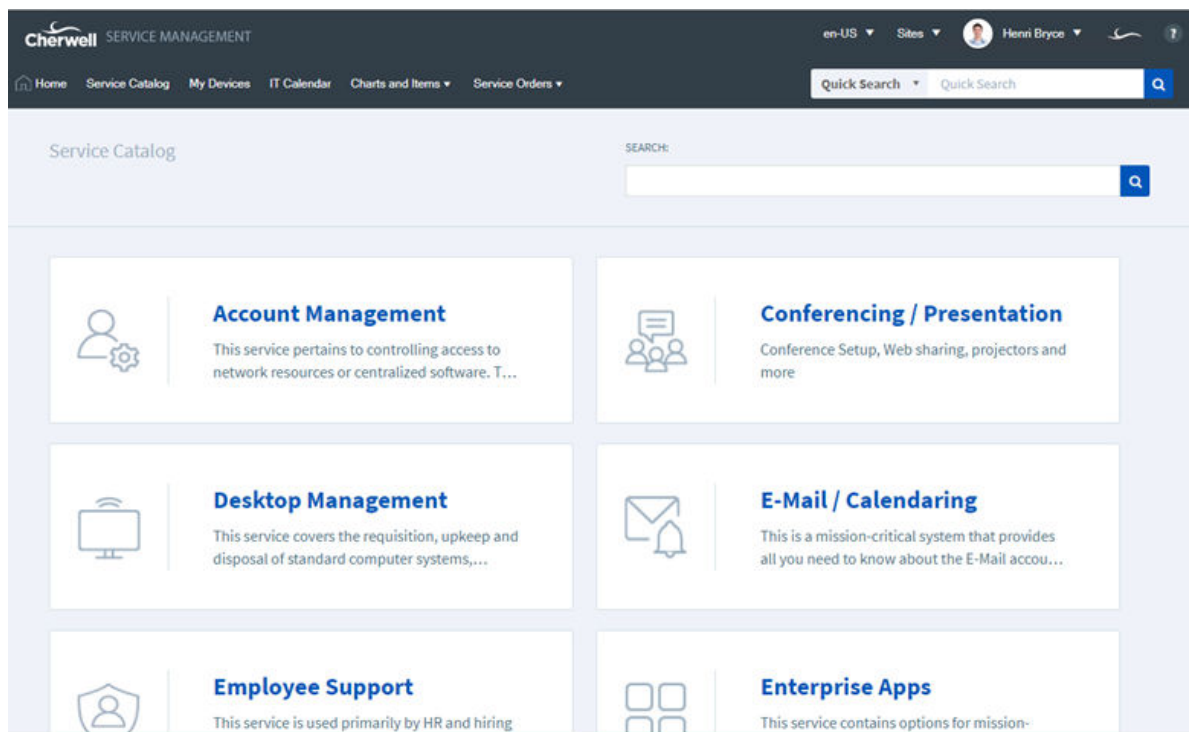 Cherwell SERVICE MANAGEMENT
en-US ▼ Sites ▼ Henri Bryce ▼ ?
Home Service Catalog My Devices IT Calendar Charts and Items ▾ Service Orders ▾
Quick Search ▾ Quick Search
Service Catalog
SEARCH:
Account Management
This service pertains to controlling access to
network resources or centralized software. T...
Conferencing / Presentation
Conference Setup, Web sharing, projectors and
more
Desktop Management
This service covers the requisition, upkeep and
disposal of standard computer systems,...
E-Mail / Calendaring
This is a mission-critical system that provides
all you need to know about the E-Mail accou...
Employee Support
This service is used primarily by HR and hiring
Enterprise Apps
This service contains options for mission-